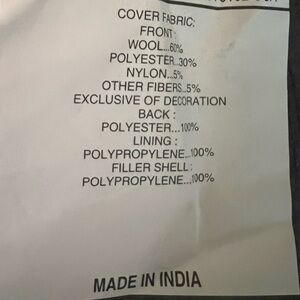 COVER FABRIC:
FRONT:
WOOL...60%
POLYESTER..30%
NYLON...5%
OTHER FIBERS..5%
EXCLUSIVE OF DECORATION
BACK :
POLYESTER...100%
LINING :
POLYPROPYLENE...100%
FILLER SHELL:
POLYPROPYLENE...100%
MADE IN INDIA